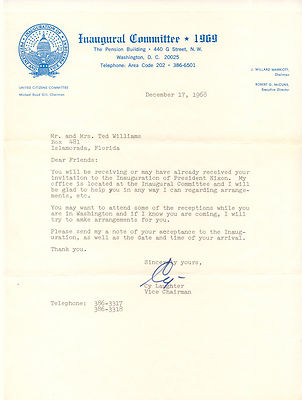 Inaugural Committee ★ 1969
The Pension Building • 440 G Street, N. W.
Washington, D. C. 20025
Telephone: Area Code 202 • 386-6501
J. WILLARD MARRIOTT,
Chairman
ROBERT G. McCUNE,
Executive Director
UNITED CITIZENS COMMITTEE
Chairman
December 17, 1968
Mr. and Mrs. Ted Williams
Box 481
Islamorada, Florida
Dear Friends:
You will be receiving or may have already received your
invitation to the Inauguration of President Nixon. My
office is located at the Inaugural Committee and I will
be glad to help you in any way I can regarding arrange-
ments, etc.
You may want to attend some of the receptions while you
are in Washington and if I know you are coming, I will
try to make arrangements for you.
Please send my a note of your acceptance to the Inaug-
uation, as well as the date and time of your arrival.
Thank you.
Sincerely yours,
Cy
Cy Laughter
Vice Chairman
Telephone: 386-3317
386-3318